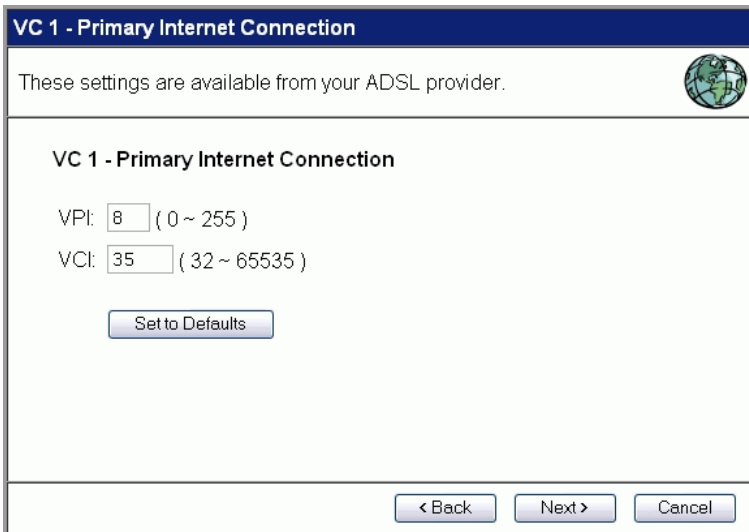 VC 1 - Primary Internet Connection
These settings are available from your ADSL provider.
VC 1 - Primary Internet Connection
VPI: 8 ( 0 ~ 255 )
VCI: 35 ( 32 ~ 65535 )
Set to Defaults
< Back Next > Cancel